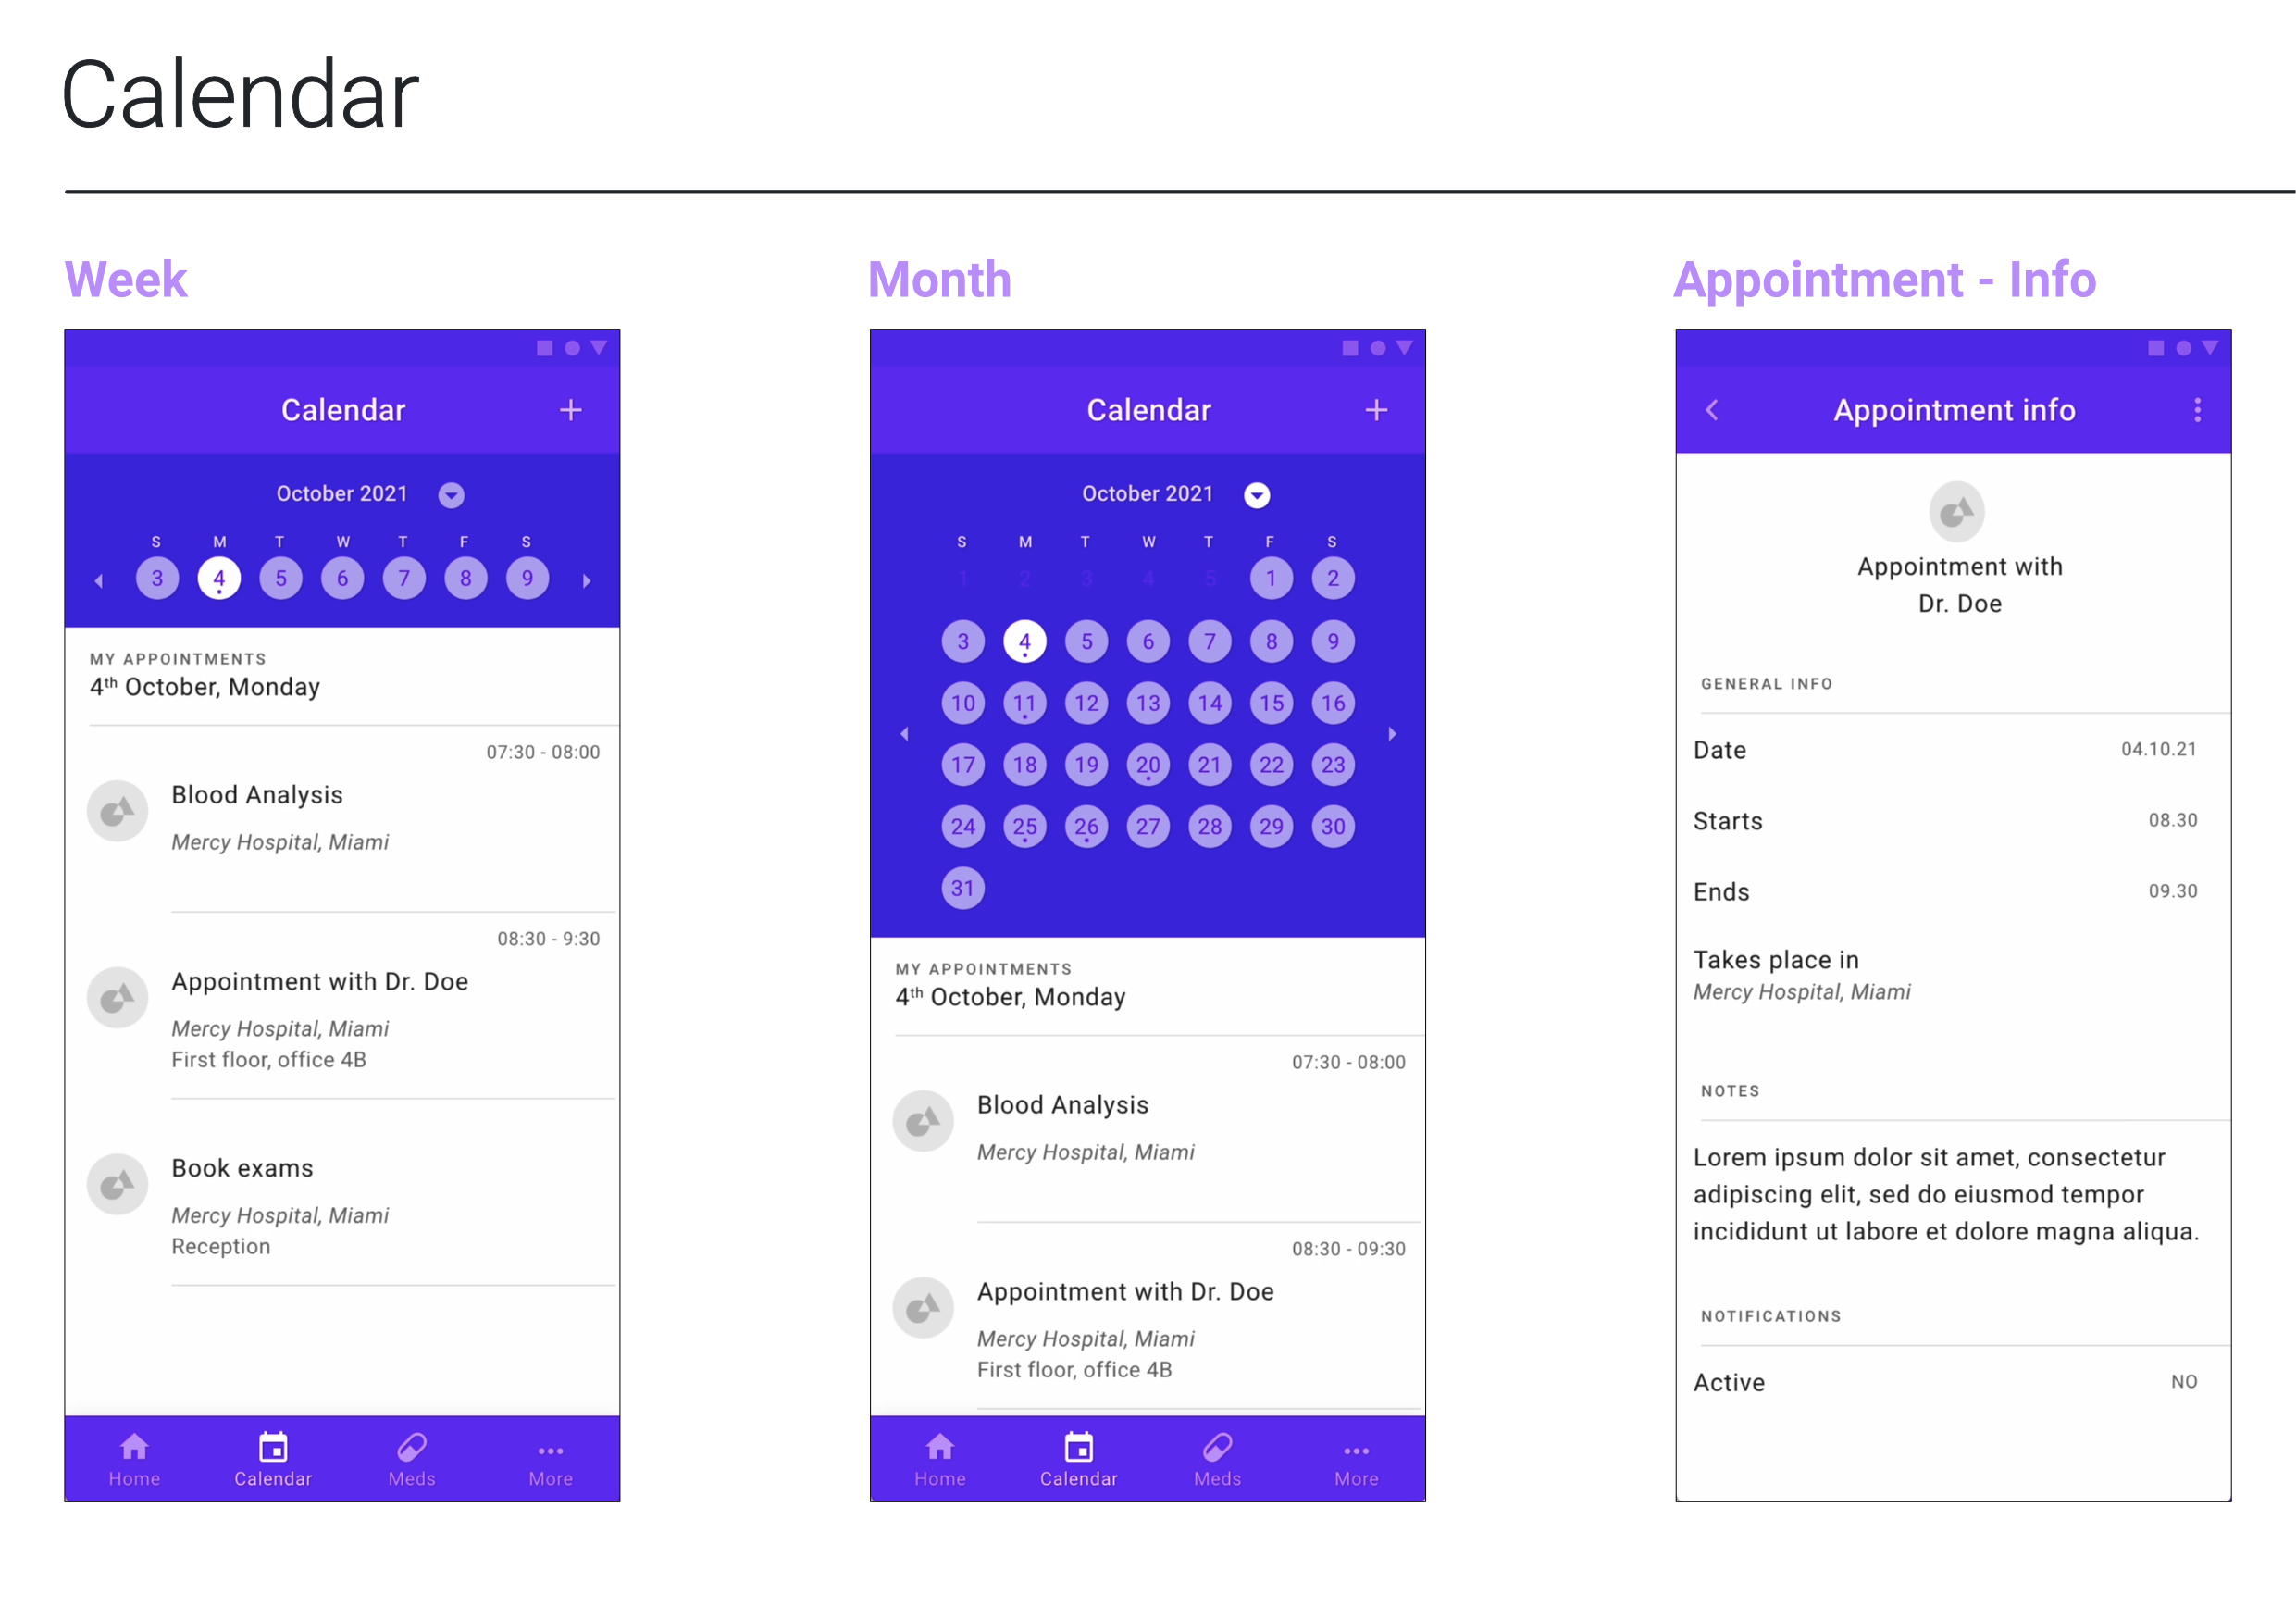 Calendar
Week
Calendar
October 2021
S M T W T F S
3 4 5 6 7 8 9
MY APPOINTMENTS
4th October, Monday
07:30 - 08:00
Blood Analysis
Mercy Hospital, Miami
08:30 - 9:30
Appointment with Dr. Doe
Mercy Hospital, Miami
First floor, office 4B
Book exams
Mercy Hospital, Miami
Reception
Home Calendar Meds More
Month
Calendar
October 2021
S M T W T F S
1 2 3 4 5 1 2
3 4 5 6 7 8 9
10 11 12 13 14 15 16
17 18 19 20 21 22 23
24 25 26 27 28 29 30
31
MY APPOINTMENTS
4th October, Monday
07:30 - 08:00
Blood Analysis
Mercy Hospital, Miami
08:30 - 09:30
Appointment with Dr. Doe
Mercy Hospital, Miami
First floor, office 4B
Home Calendar Meds More
Appointment - Info
Appointment info
Appointment with
Dr. Doe
GENERAL INFO
Date 04.10.21
Starts 08.30
Ends 09.30
Takes place in
Mercy Hospital, Miami
NOTES
Lorem ipsum dolor sit amet, consectetur
adipiscing elit, sed do eiusmod tempor
incididunt ut labore et dolore magna aliqua.
NOTIFICATIONS
Active NO